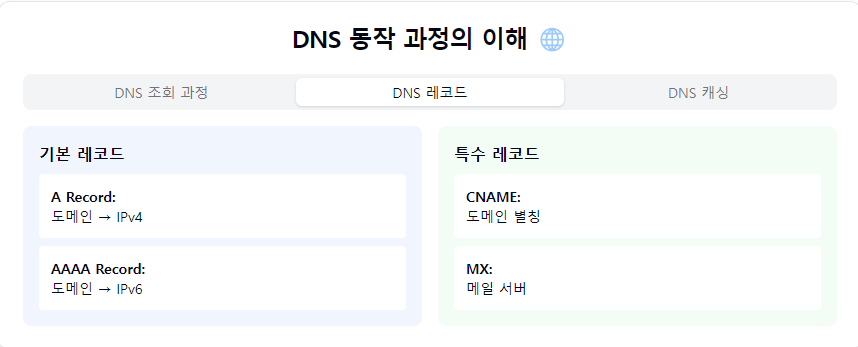 DNS 동작 과정의 이해
DNS 조회 과정
DNS 레코드
DNS 캐싱
기본 레코드
A Record:
도메인 → IPv4
AAAA Record:
도메인 → IPv6
특수 레코드
CNAME:
도메인 별칭
MX:
메일 서버